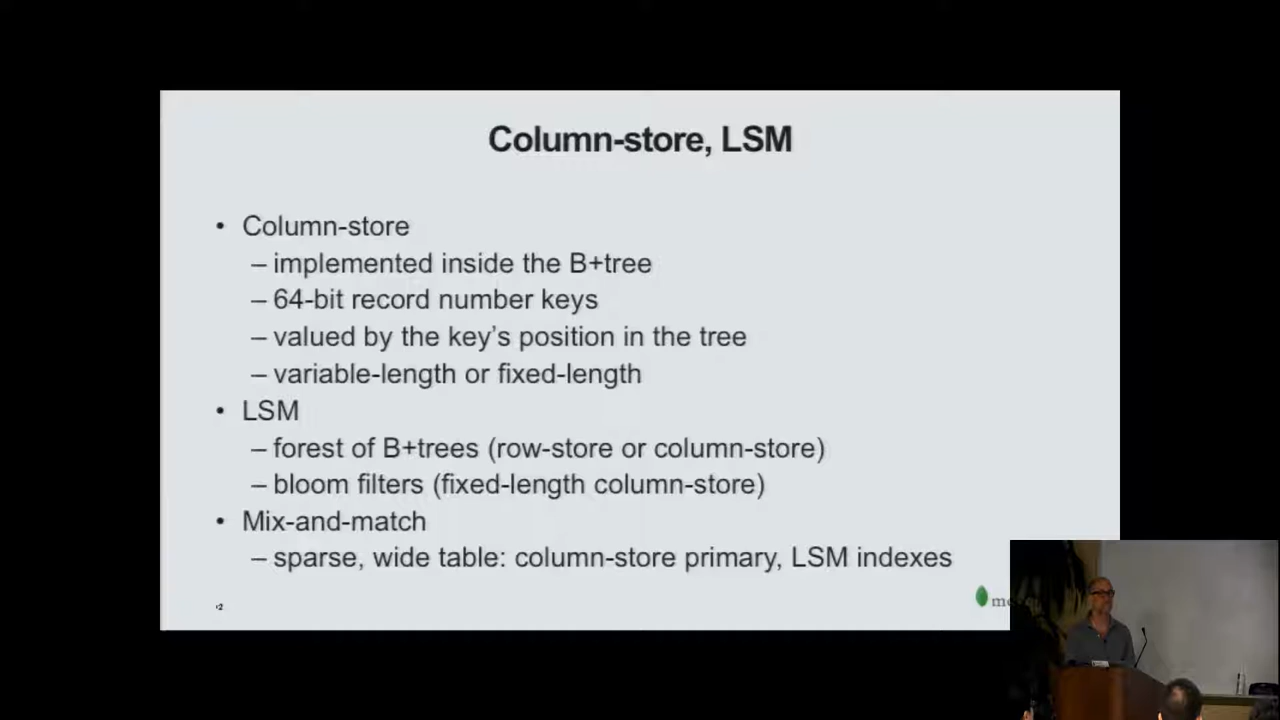 Column-store, LSM
• Column-store
– implemented inside the B+tree
– 64-bit record number keys
– valued by the key’s position in the tree
– variable-length or fixed-length
• LSM
– forest of B+trees (row-store or column-store)
– bloom filters (fixed-length column-store)
• Mix-and-match
– sparse, wide table: column-store primary, LSM indexes